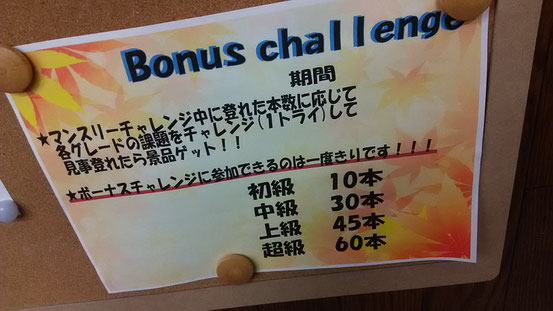 Bonus challenge
期間
★マンスリーチャレンジ中に登れた本数に応じて
各グレードの課題をチャレンジ(1トライ)して
見事登れたら景品ゲット！！
★ボーナスチャレンジに参加できるのは一度きりです！！！
初級 10本
中級 30本
上級 45本
超級 60本